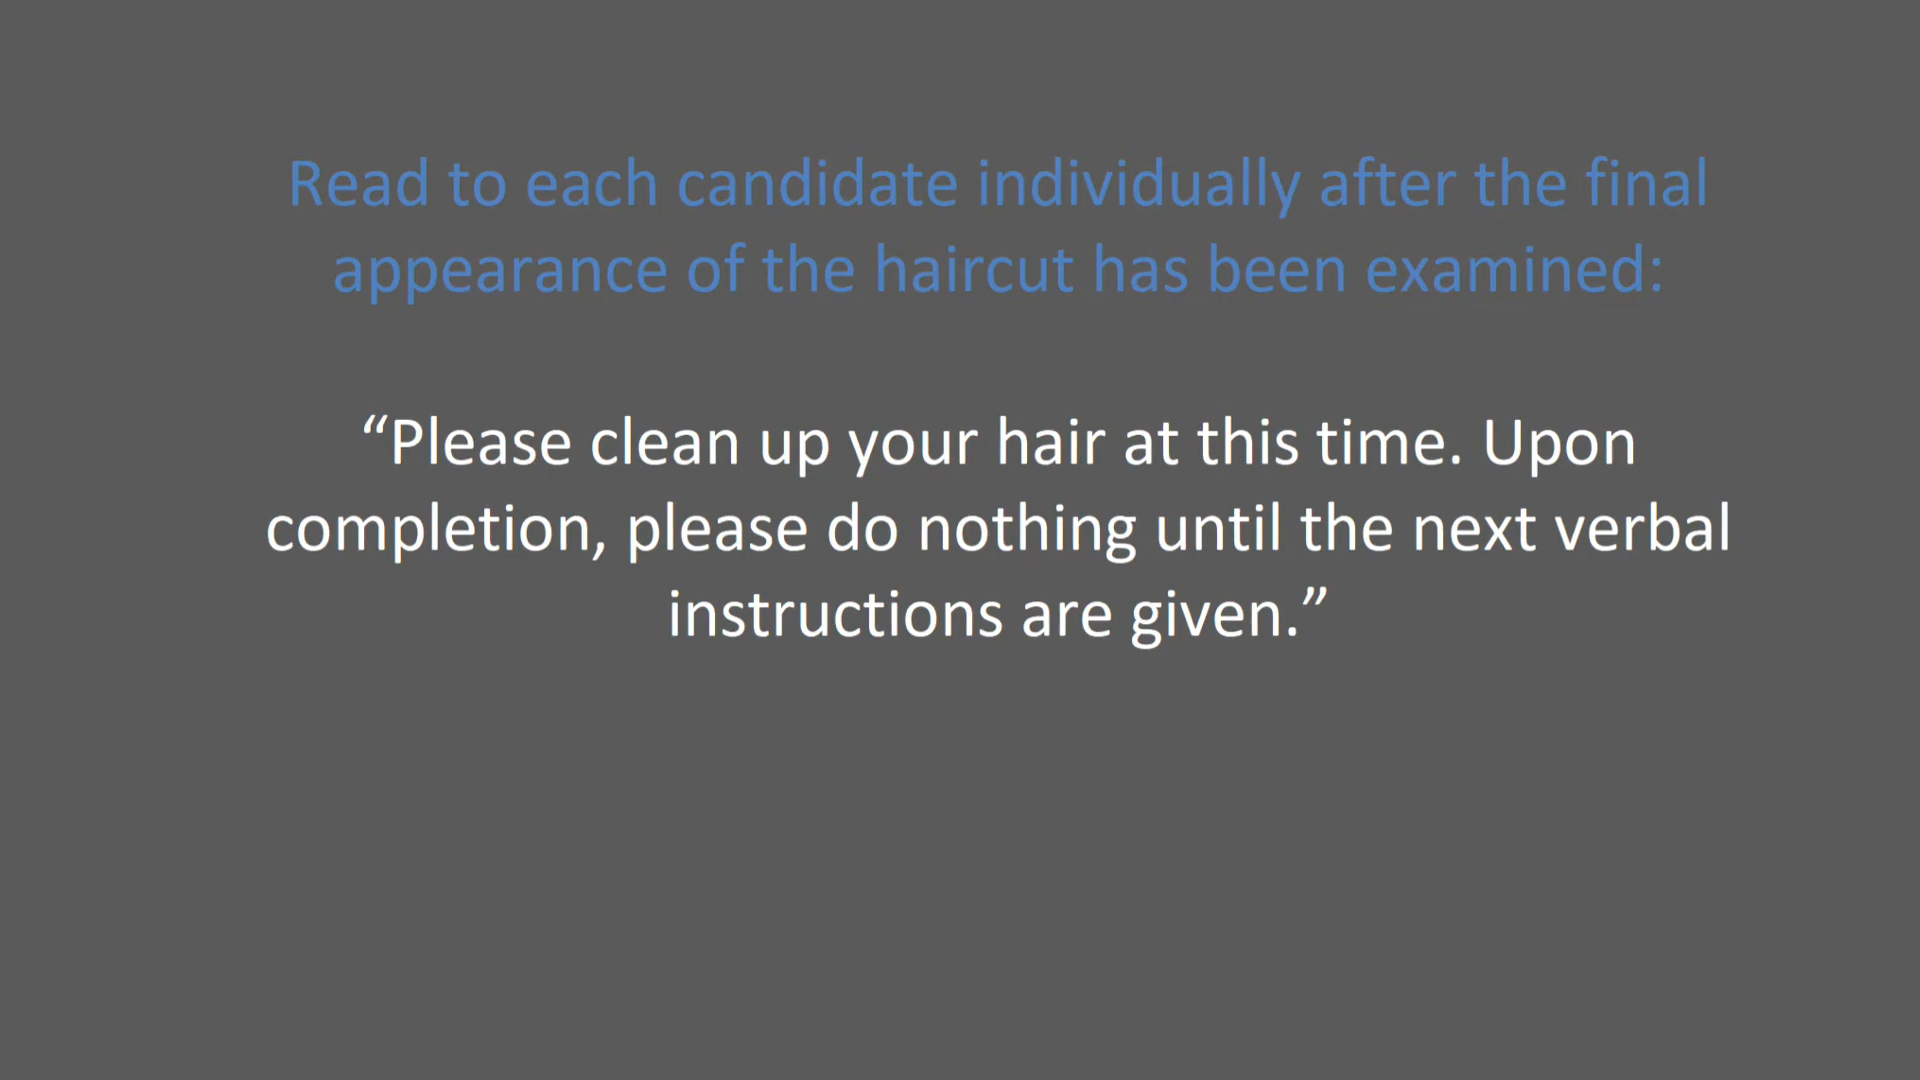 Read to each candidate individually after the final
appearance of the haircut has been examined:
“Please clean up your hair at this time. Upon
completion, please do nothing until the next verbal
instructions are given.”